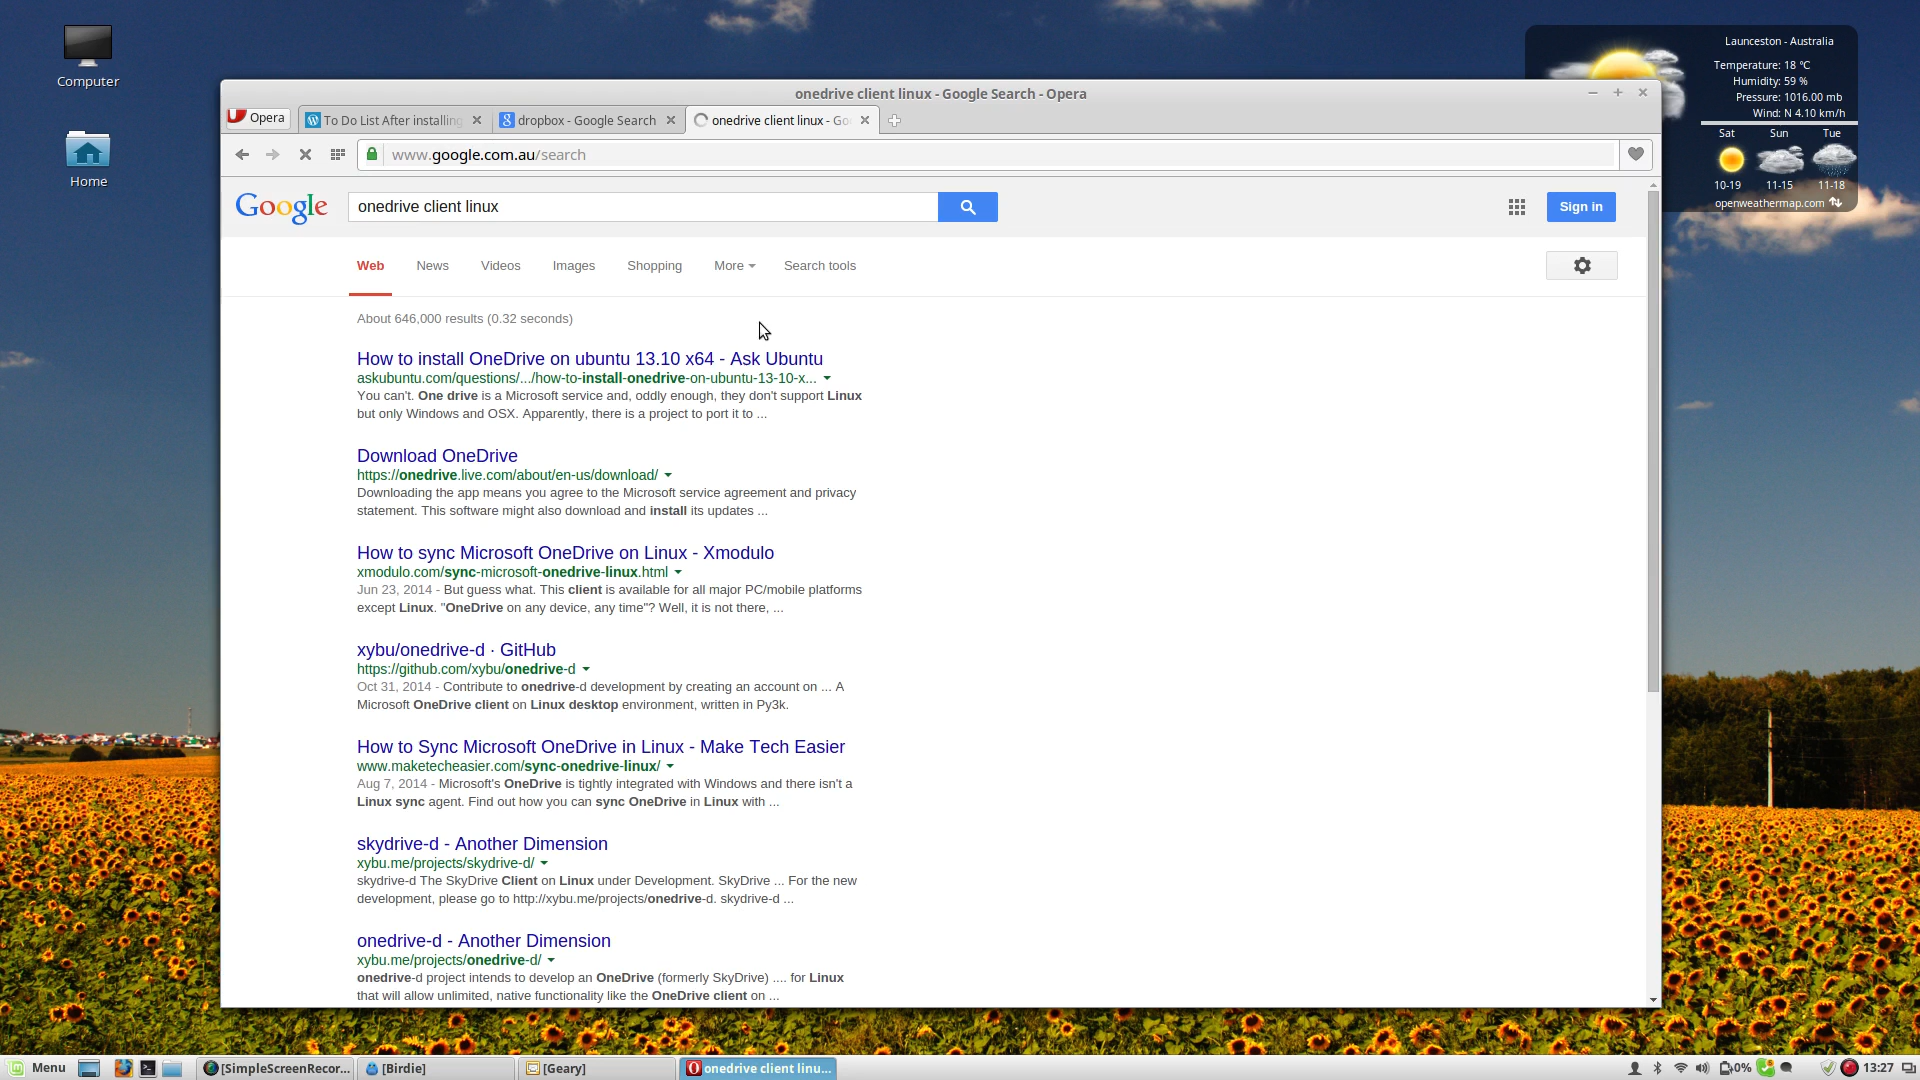 Computer
Home
Launceston - Australia
Temperature: 18 °C
Humidity: 59 %
Pressure: 1016.00 mb
Wind: N 4.10 km/h
Sat Sun Tue
10-19 11-15 11-18
openweathermap.com
onedrive client linux - Google Search - Opera
Opera
To Do List After installing
dropbox - Google Search
onedrive client linux - Go
www.google.com.au/search
Google
onedrive client linux
Sign in
Web News Videos Images Shopping More Search tools
About 646,000 results (0.32 seconds)
How to install OneDrive on ubuntu 13.10 x64 - Ask Ubuntu
askubuntu.com/questions/.../how-to-install-onedrive-on-ubuntu-13-10-x...
You can't. One drive is a Microsoft service and, oddly enough, they don't support Linux
but only Windows and OSX. Apparently, there is a project to port it to ...
Download OneDrive
https://onedrive.live.com/about/en-us/download/
Downloading the app means you agree to the Microsoft service agreement and privacy
statement. This software might also download and install its updates ...
How to sync Microsoft OneDrive on Linux - Xmodulo
xmodulo.com/sync-microsoft-onedrive-linux.html
Jun 23, 2014 - But guess what. This client is available for all major PC/mobile platforms
except Linux. "OneDrive on any device, any time"? Well, it is not there, ...
xybu/onedrive-d · GitHub
https://github.com/xybu/onedrive-d
Oct 31, 2014 - Contribute to onedrive-d development by creating an account on ... A
Microsoft OneDrive client on Linux desktop environment, written in Py3k.
How to Sync Microsoft OneDrive in Linux - Make Tech Easier
www.maketecheasier.com/sync-onedrive-linux/
Aug 7, 2014 - Microsoft's OneDrive is tightly integrated with Windows and there isn't a
Linux sync agent. Find out how you can sync OneDrive in Linux with ...
skydrive-d - Another Dimension
xybu.me/projects/skydrive-d/
skydrive-d The SkyDrive Client on Linux under Development. SkyDrive ... For the new
development, please go to http://xybu.me/projects/onedrive-d. skydrive-d ...
onedrive-d - Another Dimension
xybu.me/projects/onedrive-d/
onedrive-d project intends to develop an OneDrive (formerly SkyDrive) .... for Linux
that will allow unlimited, native functionality like the OneDrive client on ...
Menu
[SimpleScreenRecor...
[Birdie]
[Geary]
onedrive client linu...
0%
13:27